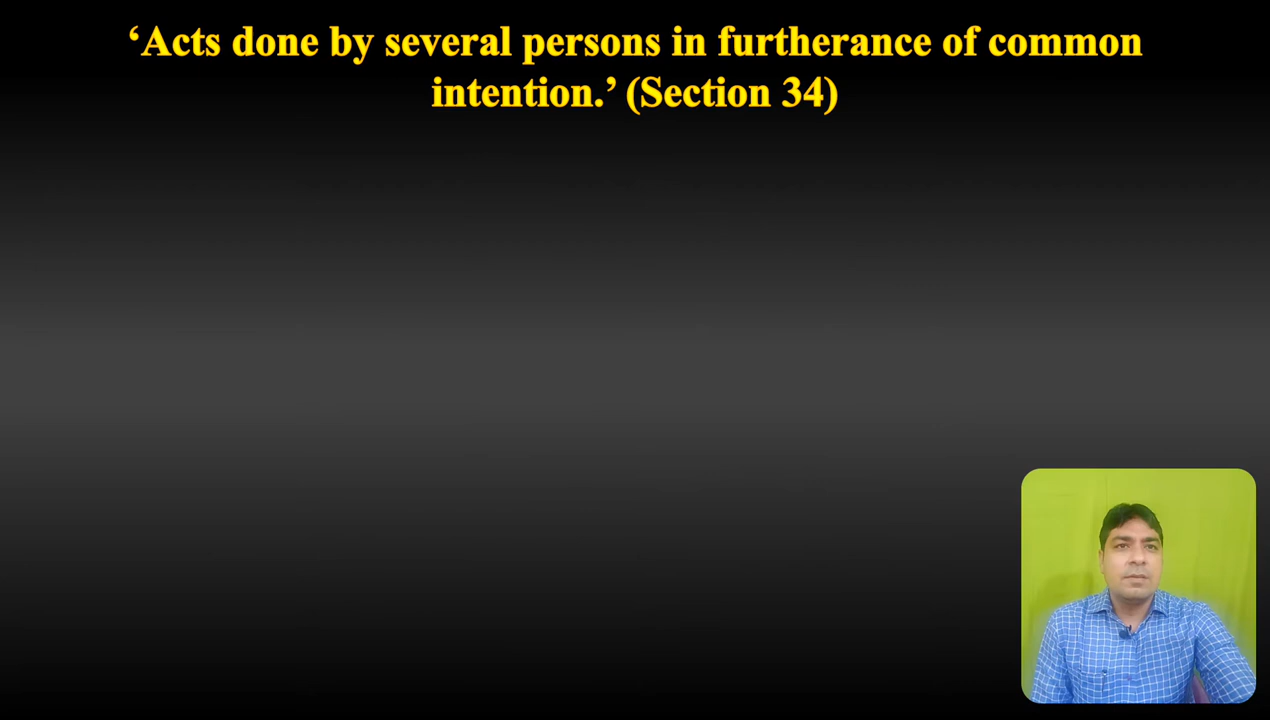 ‘Acts done by several persons in furtherance of common
intention.’ (Section 34)